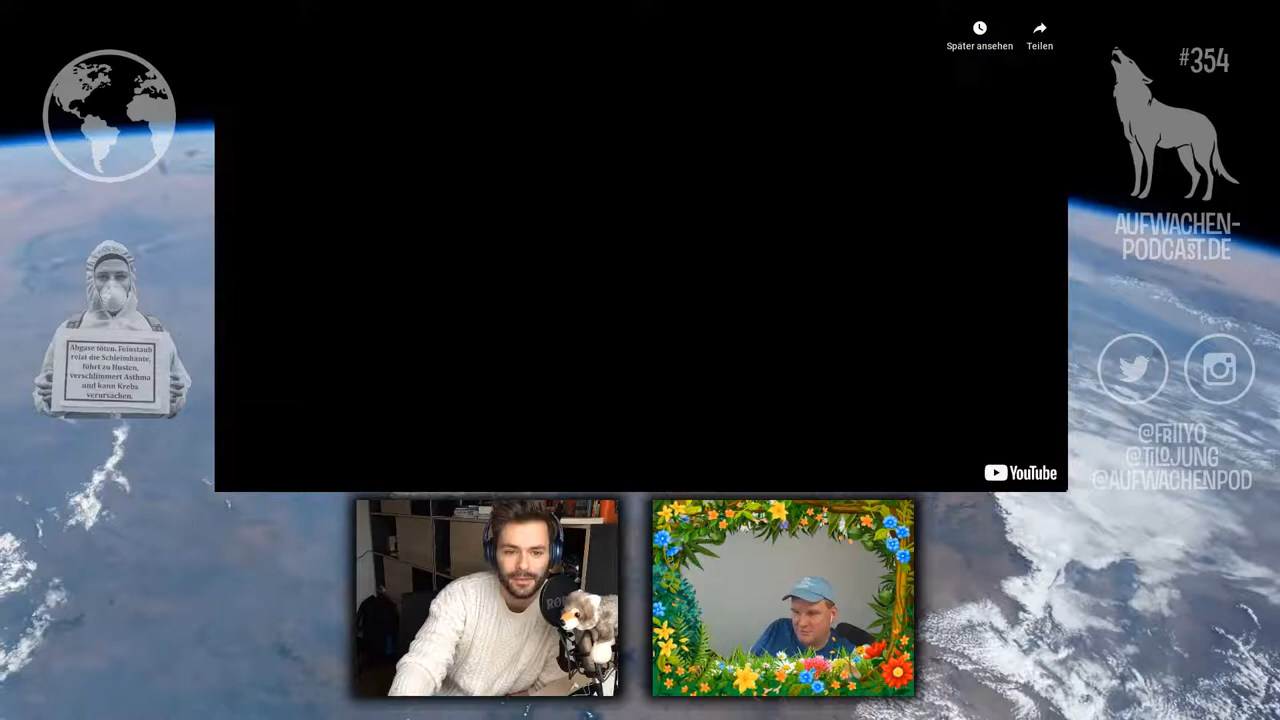 Später ansehen
Teilen
#354
AUFWACHEN-
PODCAST.DE
Abgase töten. Feinstaub
reizt die Schleimhäute,
führt zu Husten,
verschlimmert Asthma
und kann Krebs
verursachen.
@FRIIYO
@TILOJUNG
@AUFWACHENPOD
YouTube
RØDE